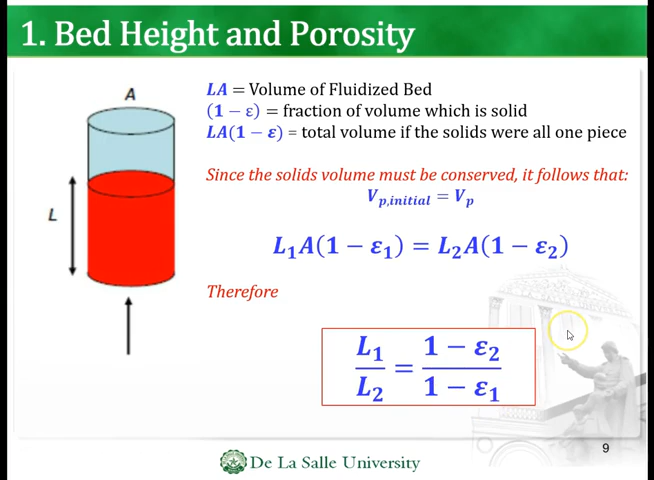 1. Bed Height and Porosity
A
L
LA = Volume of Fluidized Bed
(1 − ε) = fraction of volume which is solid
LA(1 − ε) = total volume if the solids were all one piece
Since the solids volume must be conserved, it follows that:
Vₚ,ᵢₙᵢₜᵢₐₗ = Vₚ
L₁A(1 − ε₁) = L₂A(1 − ε₂)
Therefore
L₁/L₂ = (1 − ε₂)/(1 − ε₁)
9
De La Salle University